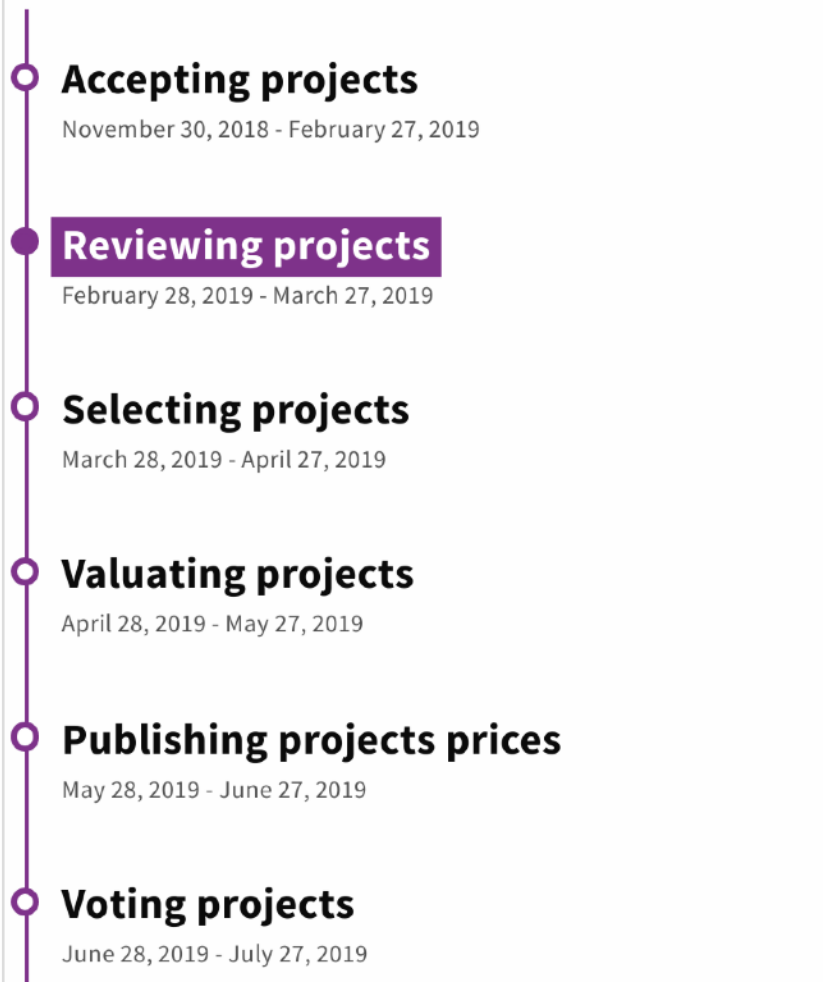 Accepting projects
November 30, 2018 - February 27, 2019
Reviewing projects
February 28, 2019 - March 27, 2019
Selecting projects
March 28, 2019 - April 27, 2019
Valuating projects
April 28, 2019 - May 27, 2019
Publishing projects prices
May 28, 2019 - June 27, 2019
Voting projects
June 28, 2019 - July 27, 2019